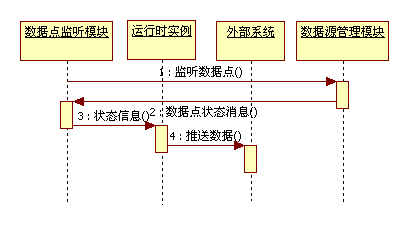 数据点监听模块
运行时实例
外部系统
数据源管理模块
1 : 监听数据点()
2 : 数据点状态消息()
3 : 状态信息()
4 : 推送数据()